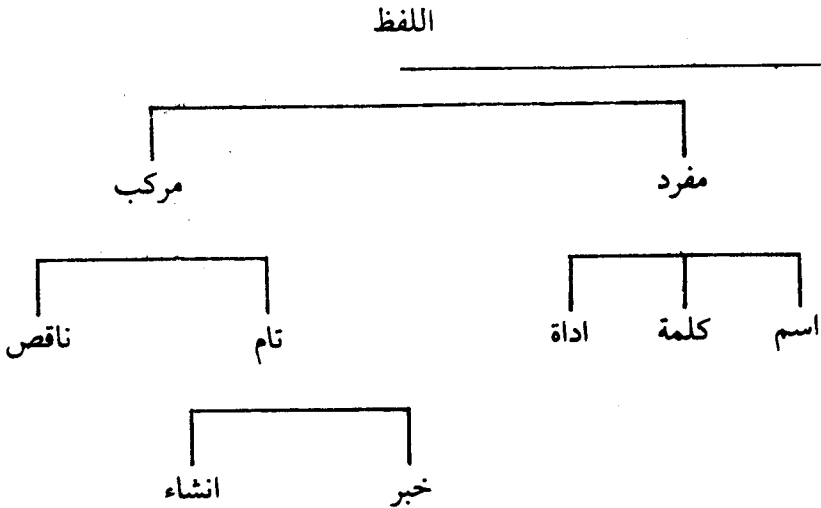 اللفظ
مفرد مركب
اسم كلمة اداة تام ناقص
خبر انشاء